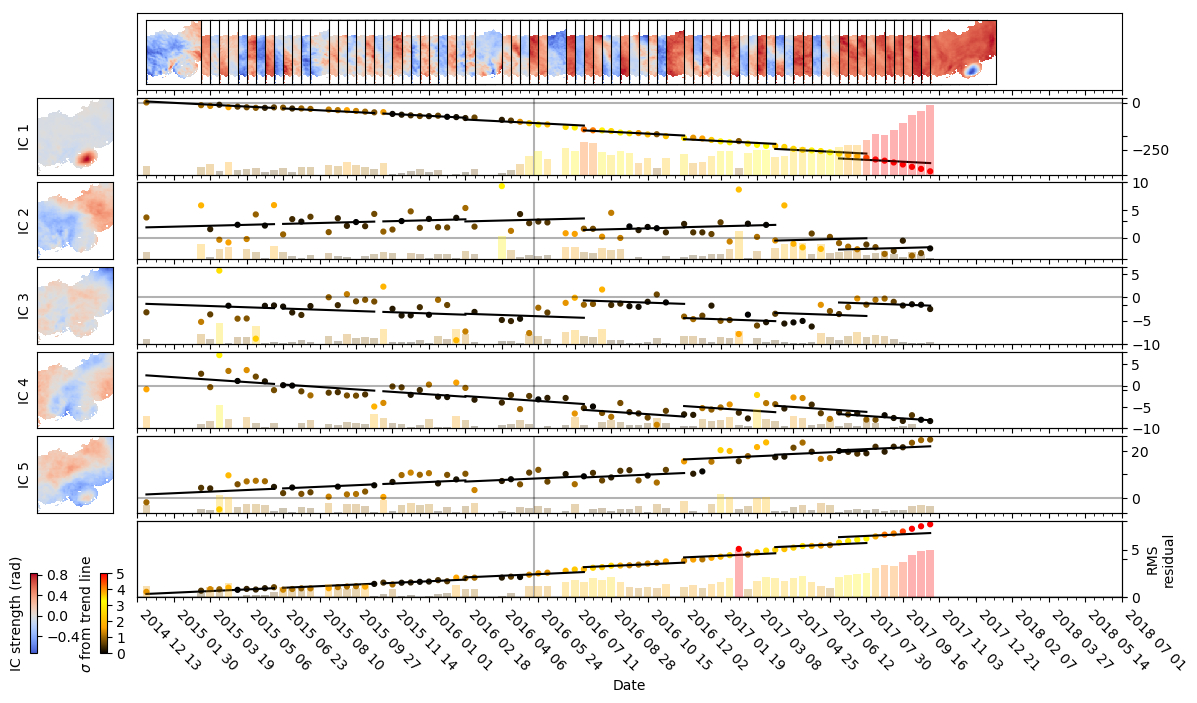 IC 1
0
−250
IC 2
10
5
0
IC 3
5
0
−5
−10
IC 4
5
0
−5
−10
IC 5
20
0
RMS
residual
5
0
IC strength (rad)
0.8
0.4
0.0
−0.4
σ from trend line
5
4
3
2
1
0
2014 12 13
2015 01 30
2015 03 19
2015 05 06
2015 06 23
2015 08 10
2015 09 27
2015 11 14
2016 01 01
2016 02 18
2016 04 06
2016 05 24
2016 07 11
2016 08 28
2016 10 15
2016 12 02
2017 01 19
2017 03 08
2017 04 25
2017 06 12
2017 07 30
2017 09 16
2017 11 03
2017 12 21
2018 02 07
2018 03 27
2018 05 14
2018 07 01
Date